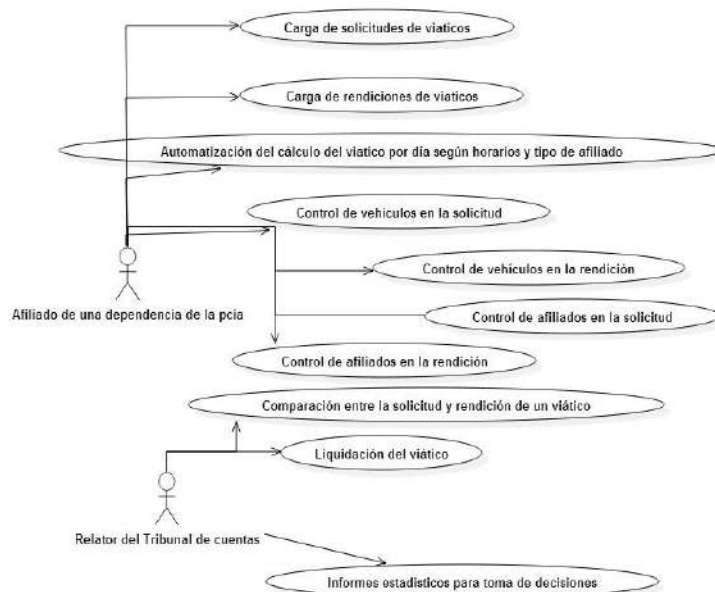 Carga de solicitudes de viaticos
Carga de rendiciones de viaticos
Automatización del cálculo del viatico por día según horarios y tipo de afiliado
Control de vehículos en la solicitud
Control de vehículos en la rendición
Afiliado de una dependencia de la pcia
Control de afiliados en la solicitud
Control de afiliados en la rendición
Comparación entre la solicitud y rendición de un viático
Liquidación del viático
Relator del Tribunal de cuentas
Informes estadisticos para toma de decisiones